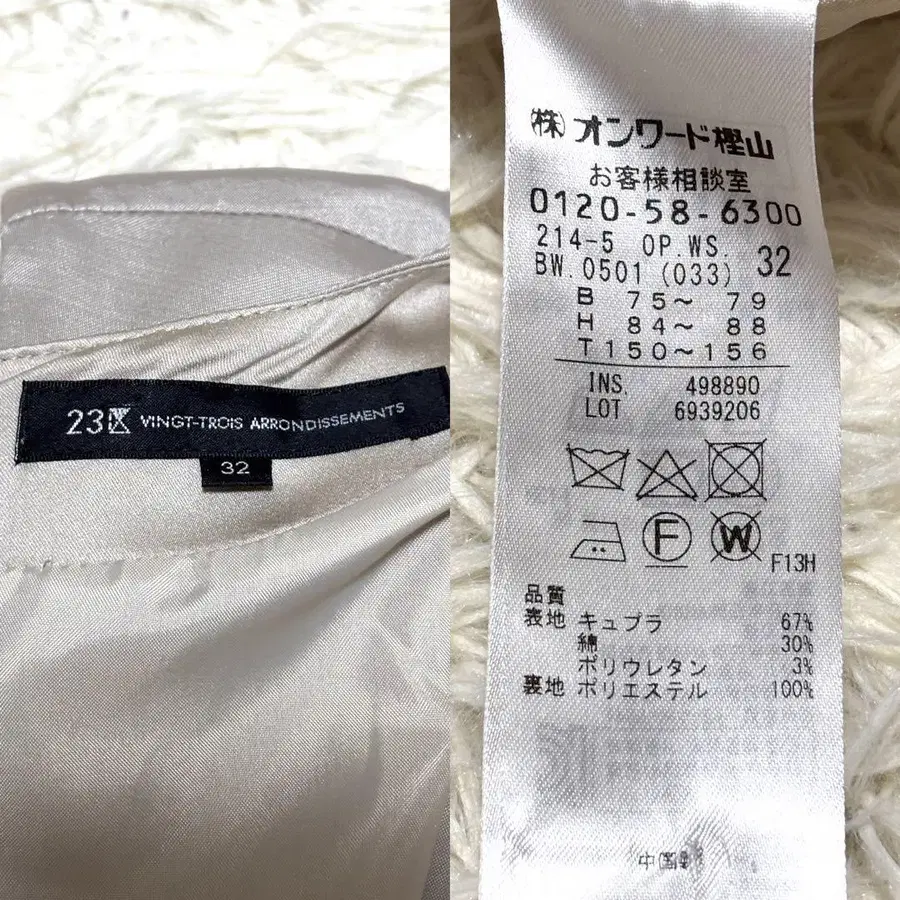 23区 VINGT-TROIS ARRONDISSEMENTS
32
㈱オンワード樫山
お客様相談室
0120-58-6300
214-5 OP.WS. 32
BW.0501 (033)
B 75～ 79
H 84～ 88
T150～156
INS. 498890
LOT 6939206
F W
F13H
品質
表地 キュプラ 67%
綿 30%
ポリウレタン 3%
裏地 ポリエステル 100%
中国製